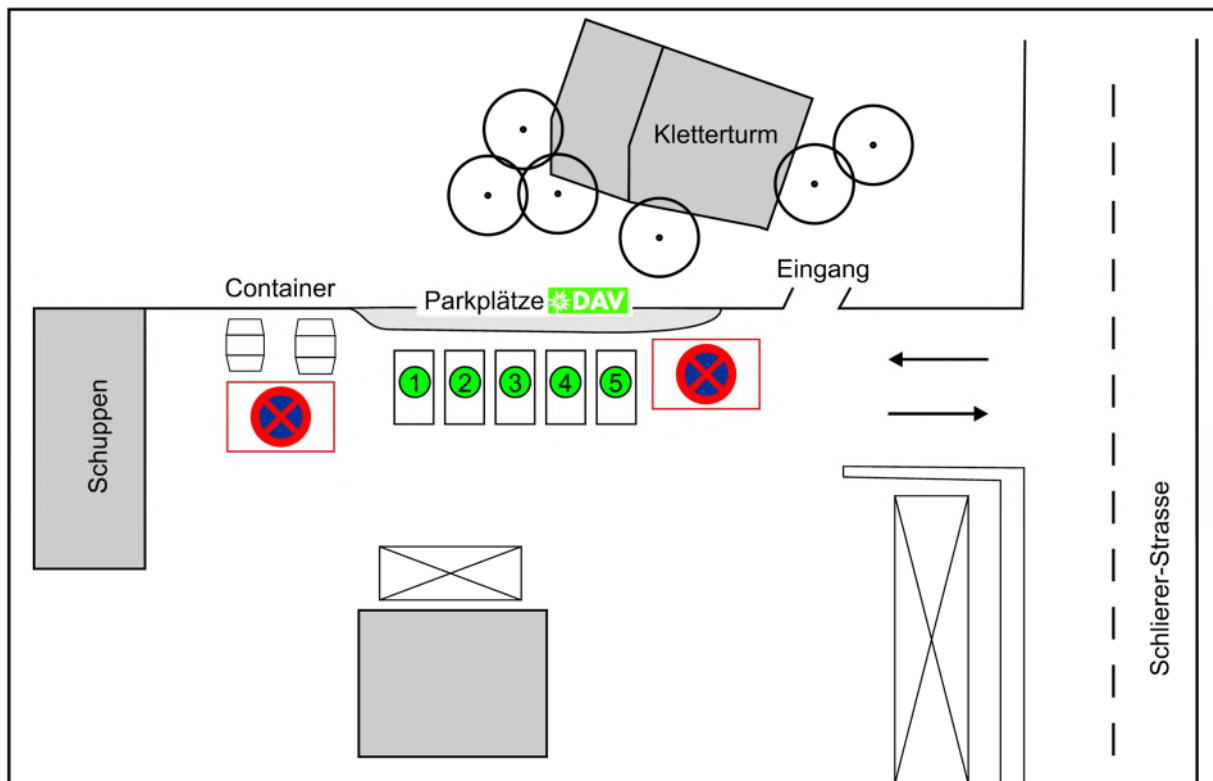 Kletterturm
Eingang
Container
Parkplätze DAV
1 2 3 4 5
Schuppen
Schlierer-Strasse